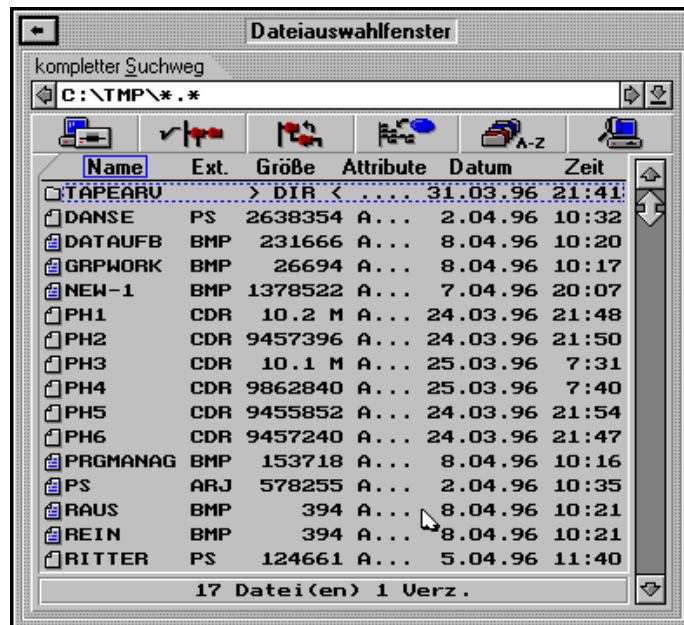 Dateiauswahlfenster
kompletter Suchweg
C:\TMP\*.*
A-Z
Name Ext. Größe Attribute Datum Zeit
TAPEARV > DIR < .... 31.03.96 21:41
DANSE PS 2638354 A... 2.04.96 10:32
DATAUFB BMP 231666 A... 8.04.96 10:20
GRPWORK BMP 26694 A... 8.04.96 10:17
NEW-1 BMP 1378522 A... 7.04.96 20:07
PH1 CDR 10.2 M A... 24.03.96 21:48
PH2 CDR 9457396 A... 24.03.96 21:50
PH3 CDR 10.1 M A... 25.03.96 7:31
PH4 CDR 9862840 A... 25.03.96 7:40
PH5 CDR 9455852 A... 24.03.96 21:54
PH6 CDR 9457240 A... 24.03.96 21:47
PRGMANAG BMP 153718 A... 8.04.96 10:16
PS ARJ 578255 A... 2.04.96 10:35
RAUS BMP 394 A... 8.04.96 10:21
REIN BMP 394 A... 8.04.96 10:21
RITTER PS 124661 A... 5.04.96 11:40
17 Datei(en) 1 Verz.